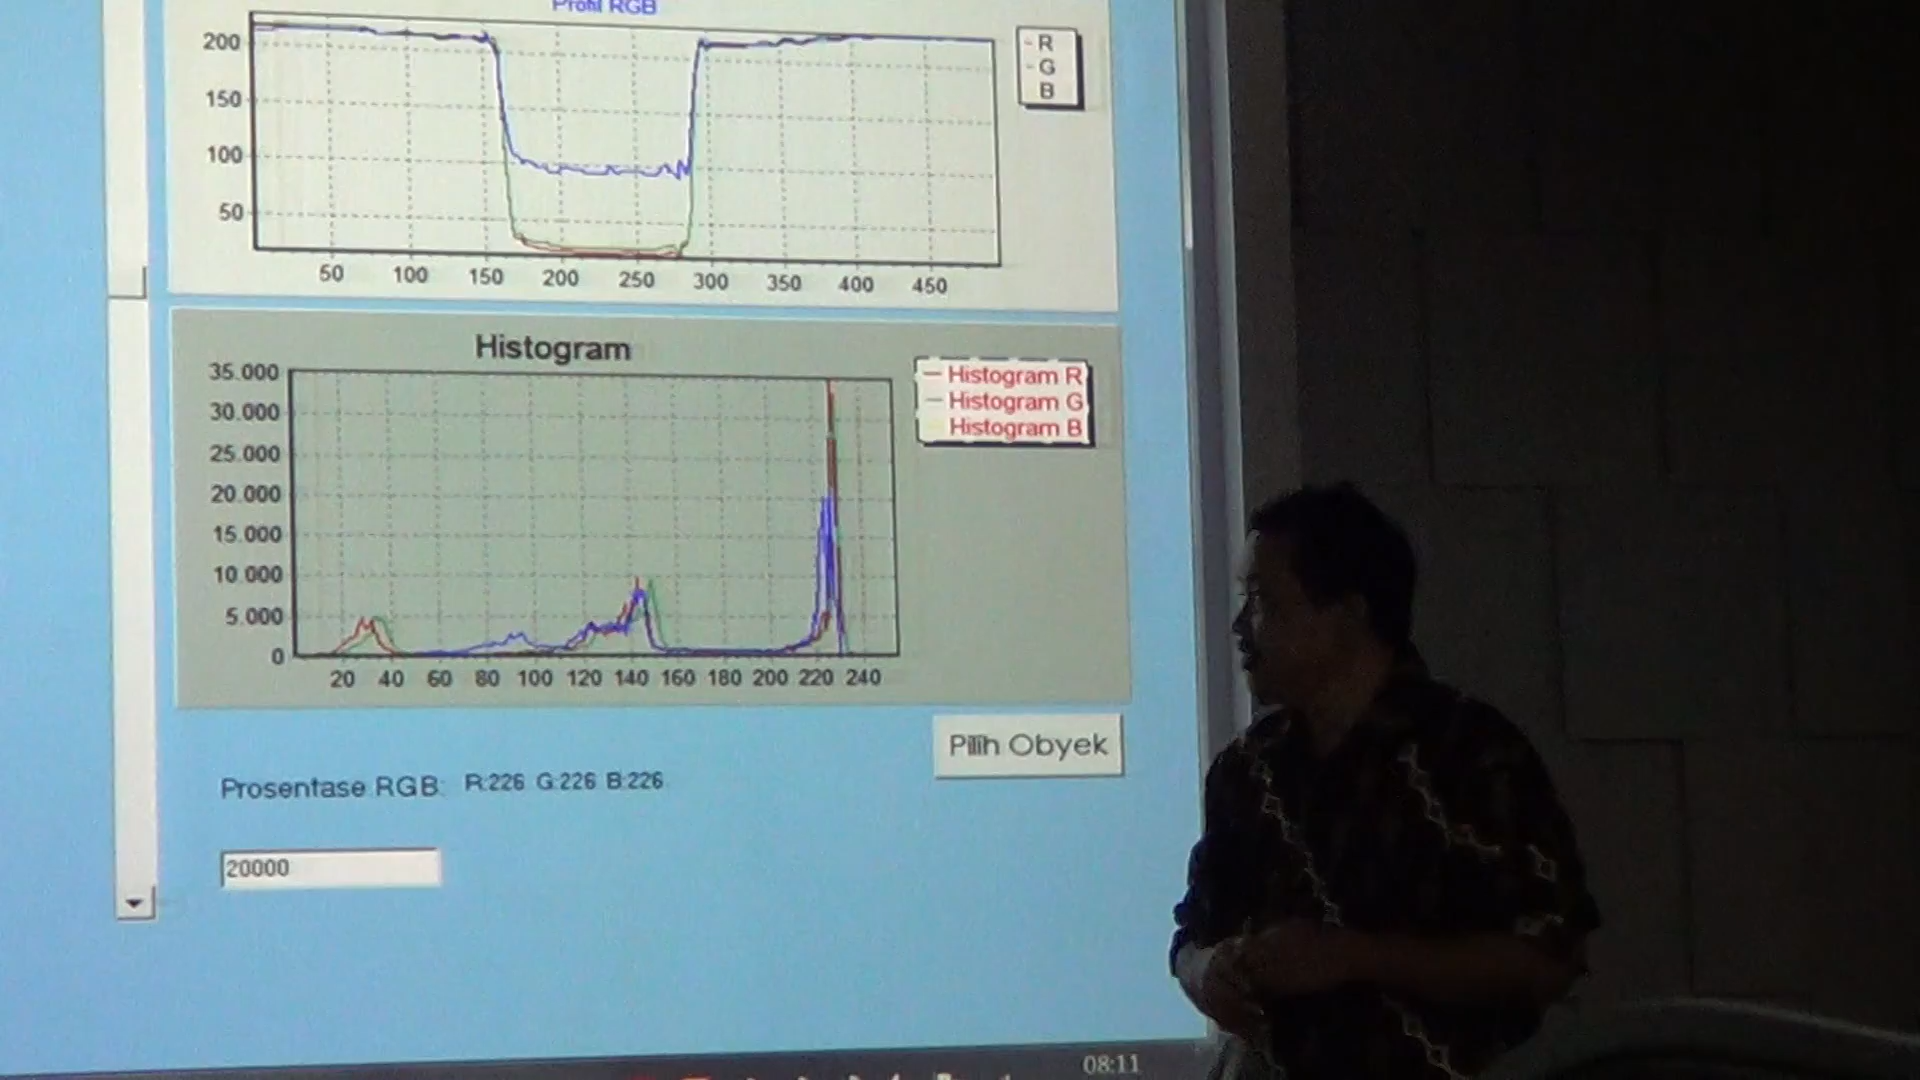 Profil RGB
200
150
100
50
50 100 150 200 250 300 350 400 450
R
G
B
Histogram
35.000
30.000
25.000
20.000
15.000
10.000
5.000
0
20 40 60 80 100 120 140 160 180 200 220 240
Histogram R
Histogram G
Histogram B
Pilih Obyek
Prosentase RGB: R:226 G:226 B:226
20000
08:11